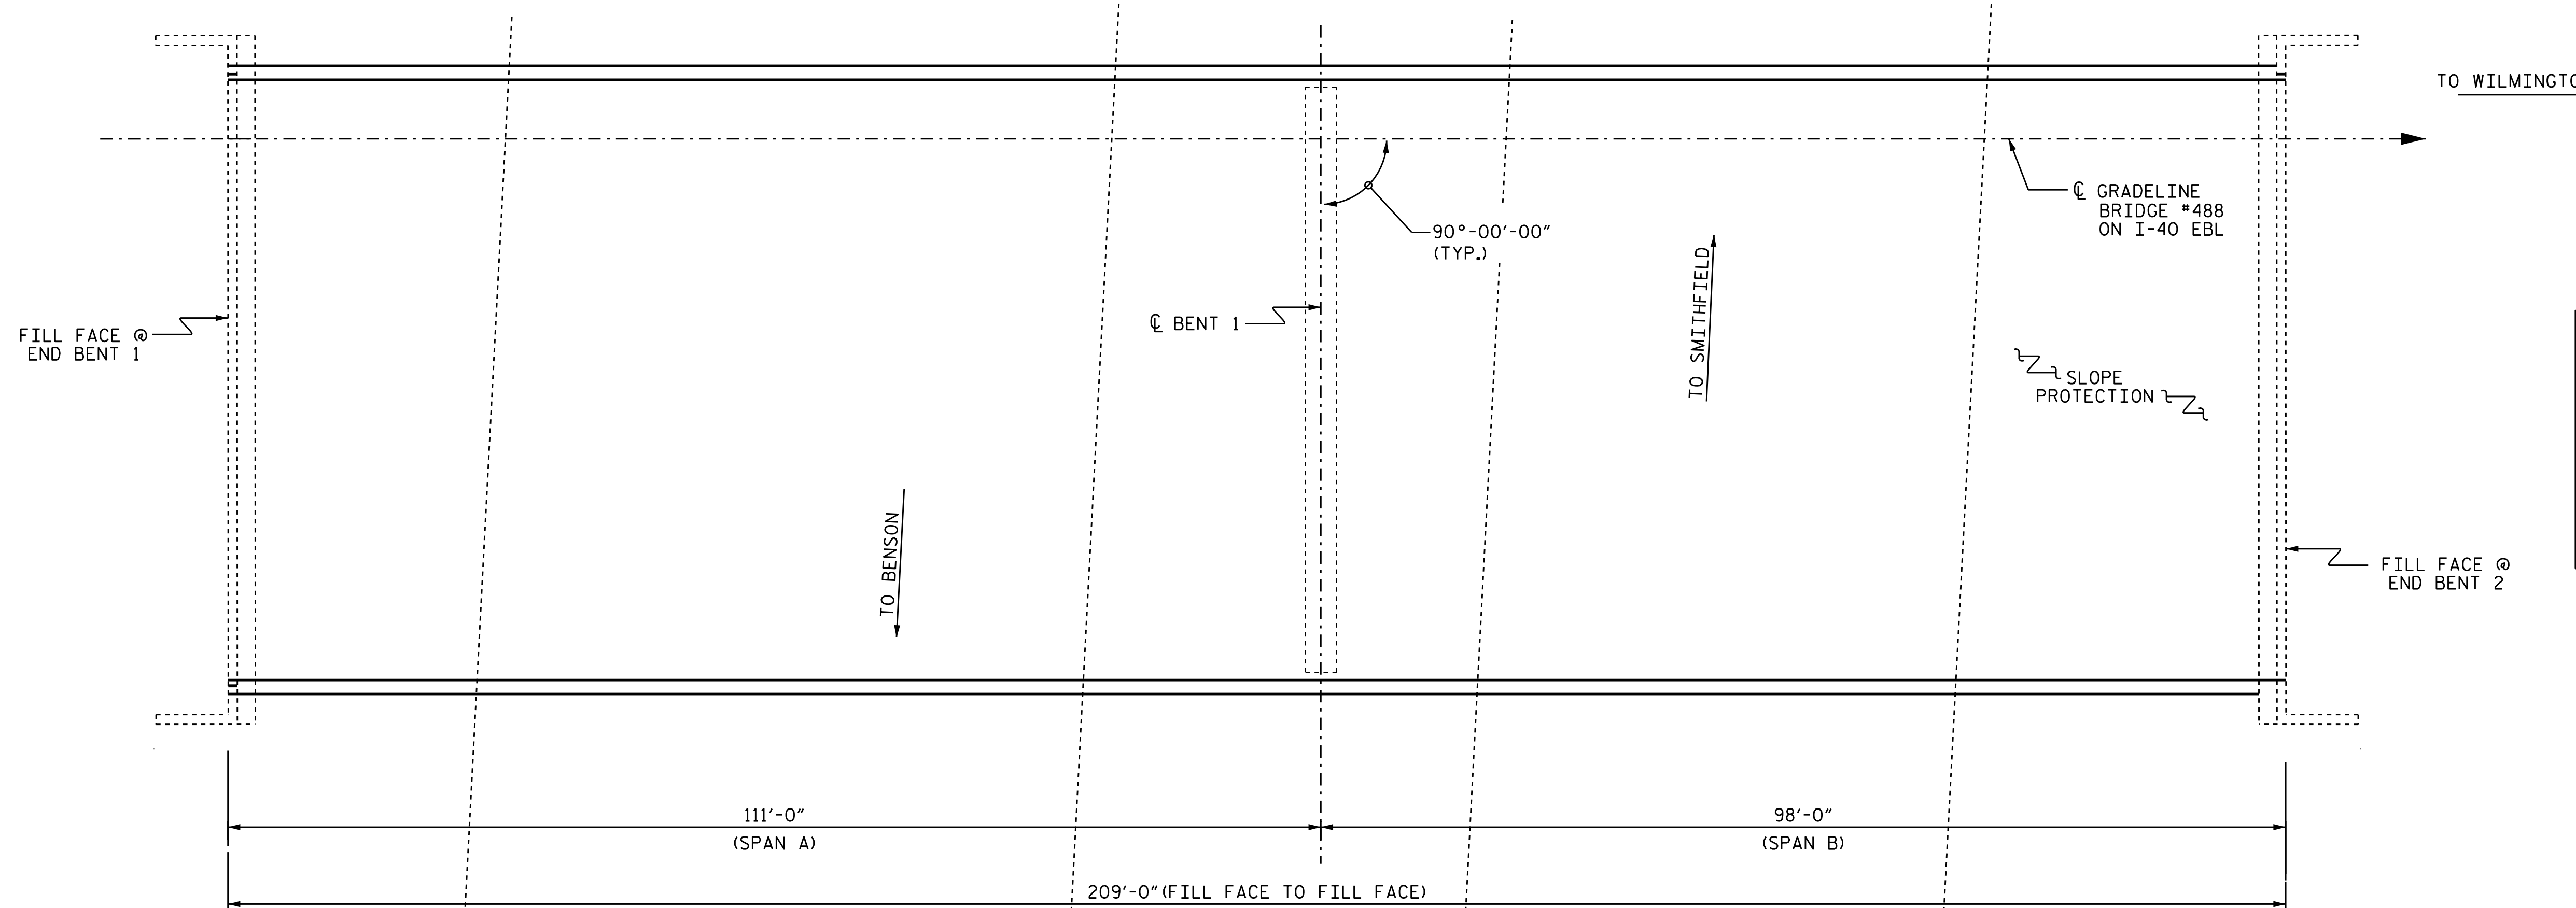 TO WILMINGTO
℄ GRADELINE
BRIDGE #488
ON I-40 EBL
90°-00'-00"
(TYP.)
TO SMITHFIELD
℄ BENT 1
FILL FACE @
END BENT 1
SLOPE
PROTECTION
TO BENSON
FILL FACE @
END BENT 2
111'-0"
(SPAN A)
98'-0"
(SPAN B)
209'-0"(FILL FACE TO FILL FACE)